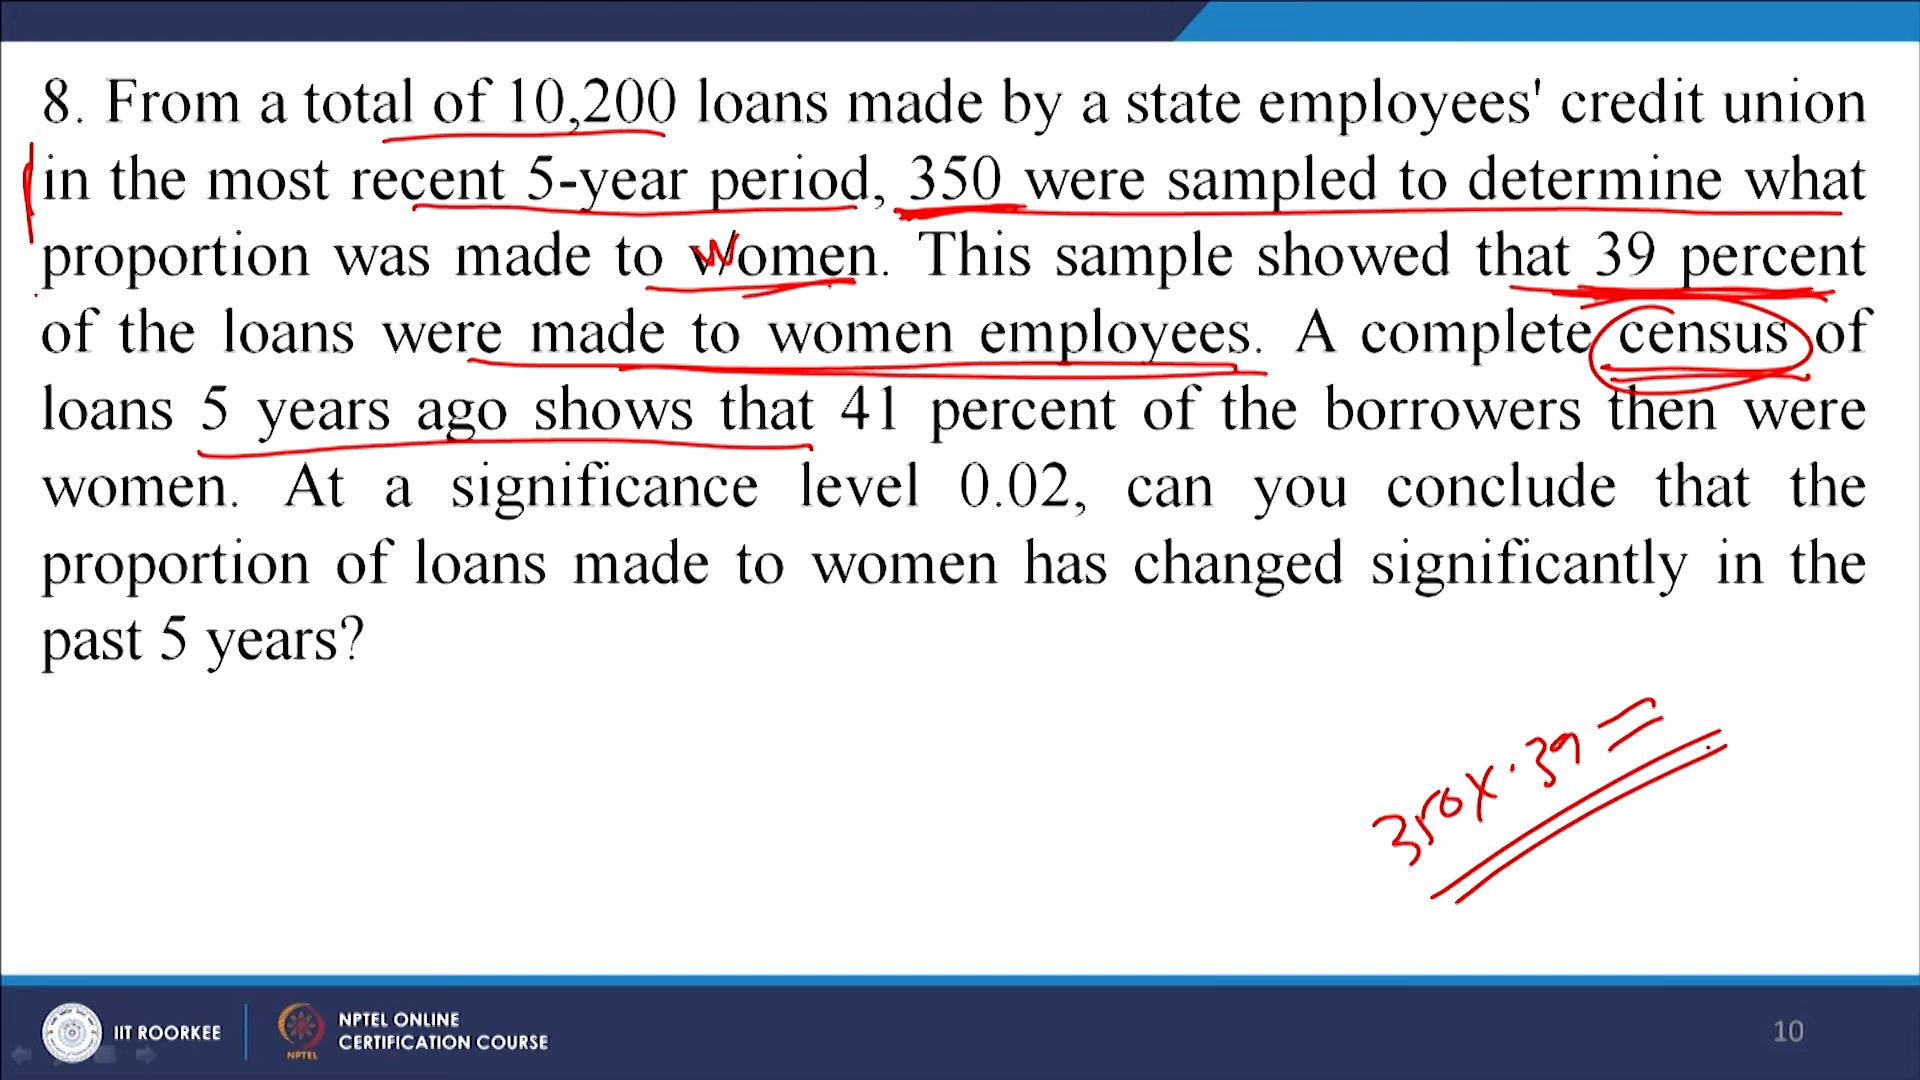 8. From a total of 10,200 loans made by a state employees' credit union
in the most recent 5-year period, 350 were sampled to determine what
proportion was made to women. This sample showed that 39 percent
of the loans were made to women employees. A complete census of
loans 5 years ago shows that 41 percent of the borrowers then were
women. At a significance level 0.02, can you conclude that the
proportion of loans made to women has changed significantly in the
past 5 years?
350 x .39 =
IIT ROORKEE
NPTEL
NPTEL ONLINE
CERTIFICATION COURSE
10